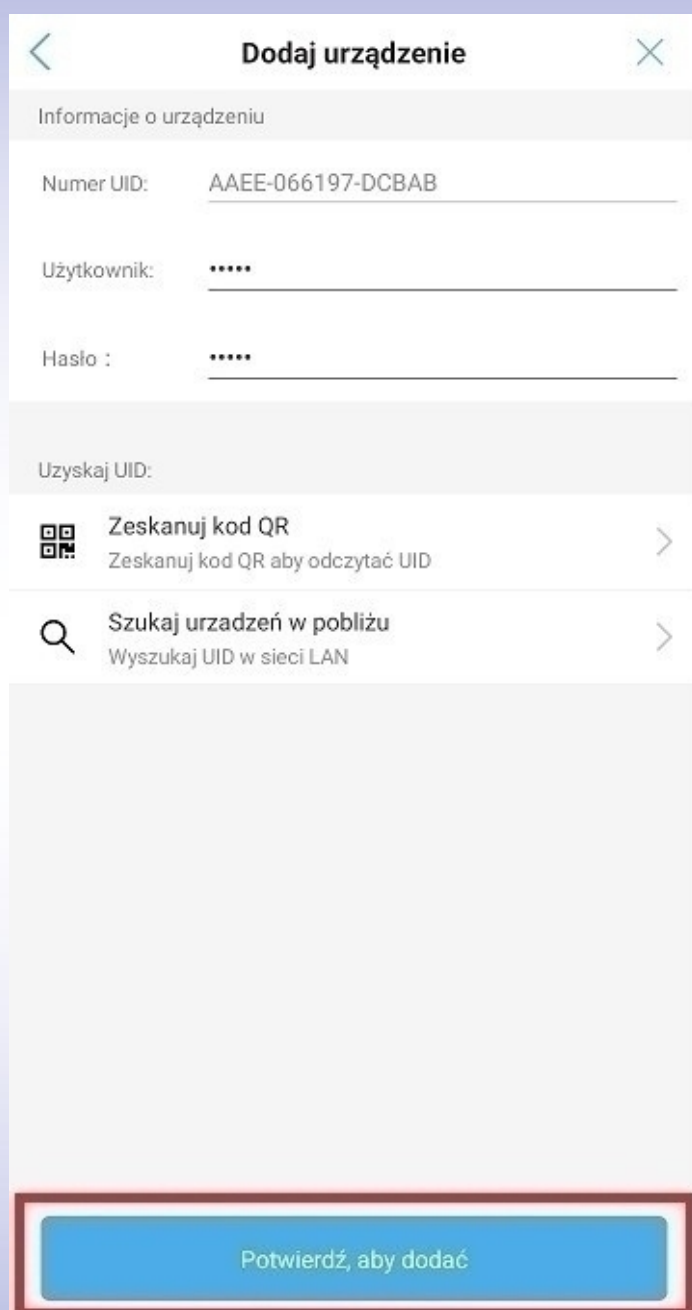 Dodaj urządzenie
Informacje o urządzeniu
Numer UID: AAEE-066197-DCBAB
Użytkownik: •••••
Hasło : •••••
Uzyskaj UID:
Zeskanuj kod QR
Zeskanuj kod QR aby odczytać UID
Szukaj urzadzeń w pobliżu
Wyszukaj UID w sieci LAN
Potwierdź, aby dodać